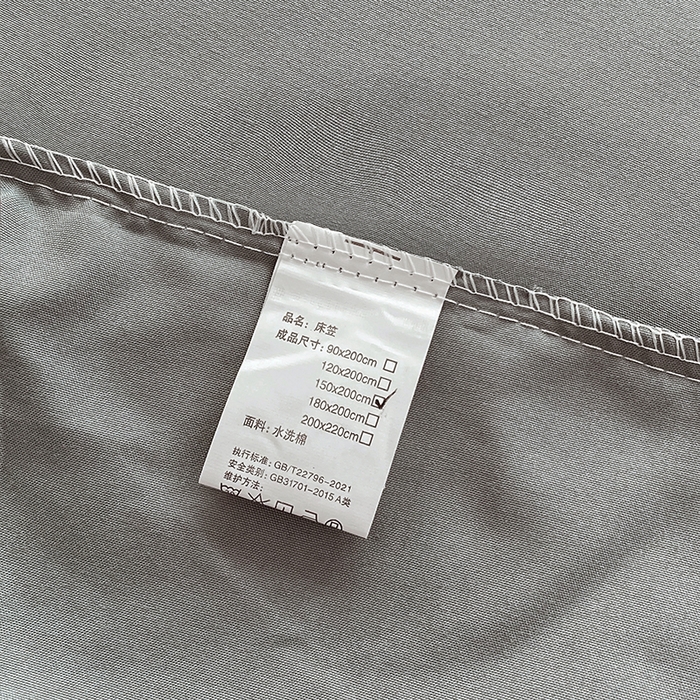 品名：床笠
成品尺寸：90x200cm
120x200cm
150x200cm
180x200cm
200x220cm
面料：水洗棉
执行标准：GB/T22796-2021
安全类别：GB31701-2015 A类
维护方法：